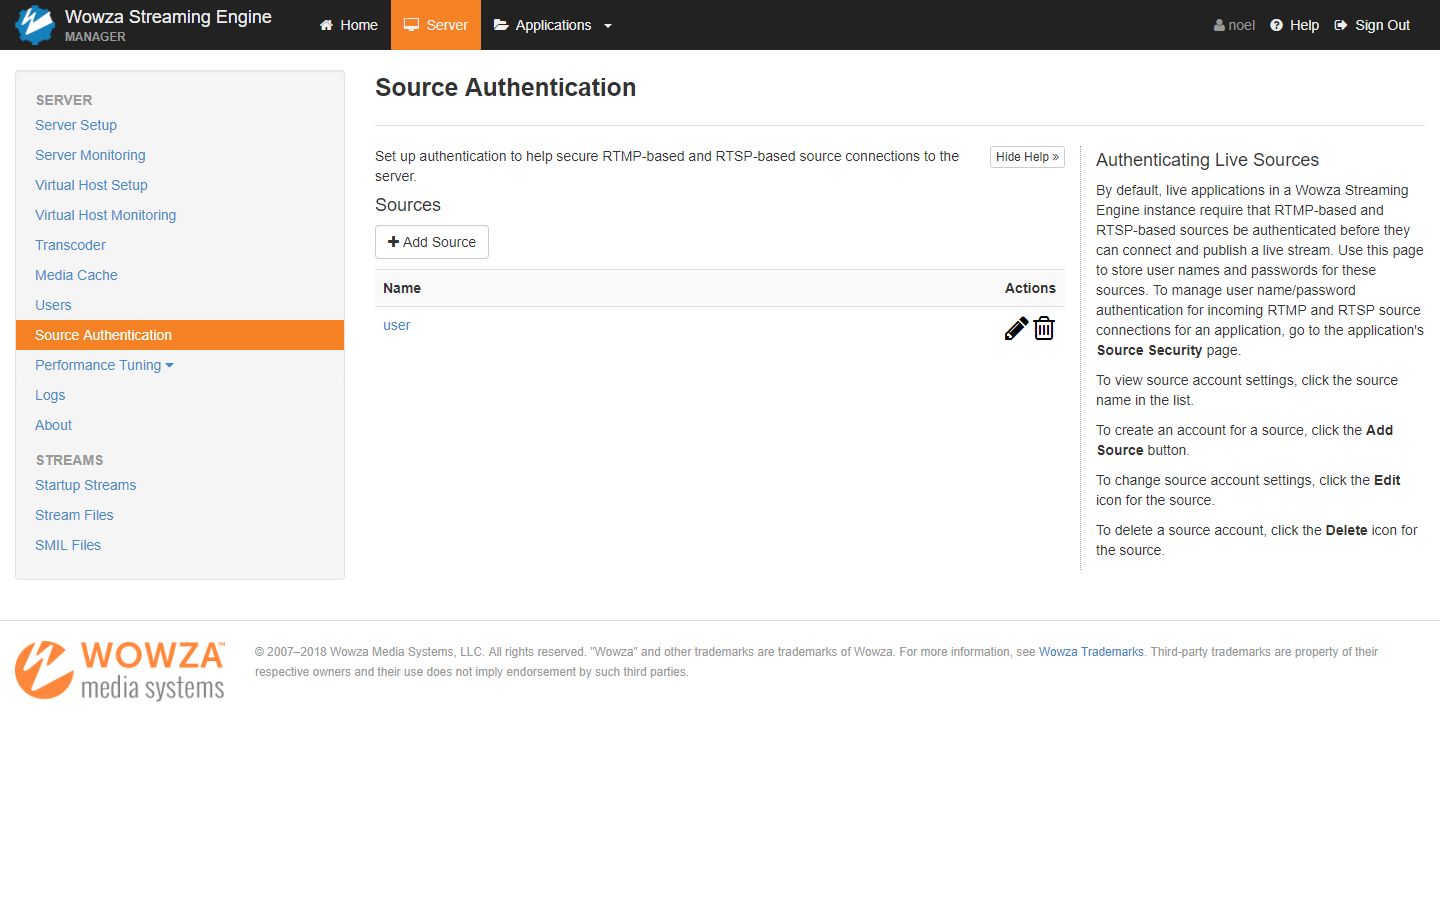 Wowza Streaming Engine
MANAGER
Home
Server
Applications
noel
Help
Sign Out
SERVER
Server Setup
Server Monitoring
Virtual Host Setup
Virtual Host Monitoring
Transcoder
Media Cache
Users
Source Authentication
Performance Tuning
Logs
About
STREAMS
Startup Streams
Stream Files
SMIL Files
Source Authentication
Set up authentication to help secure RTMP-based and RTSP-based source connections to the
server.
Hide Help »
Sources
Add Source
Name
Actions
user
Authenticating Live Sources
By default, live applications in a Wowza Streaming
Engine instance require that RTMP-based and
RTSP-based sources be authenticated before they
can connect and publish a live stream. Use this page
to store user names and passwords for these
sources. To manage user name/password
authentication for incoming RTMP and RTSP source
connections for an application, go to the application's
Source Security page.
To view source account settings, click the source
name in the list.
To create an account for a source, click the Add
Source button.
To change source account settings, click the Edit
icon for the source.
To delete a source account, click the Delete icon for
the source.
WOWZA™
media systems
© 2007–2018 Wowza Media Systems, LLC. All rights reserved. "Wowza" and other trademarks are trademarks of Wowza. For more information, see Wowza Trademarks. Third-party trademarks are property of their
respective owners and their use does not imply endorsement by such third parties.